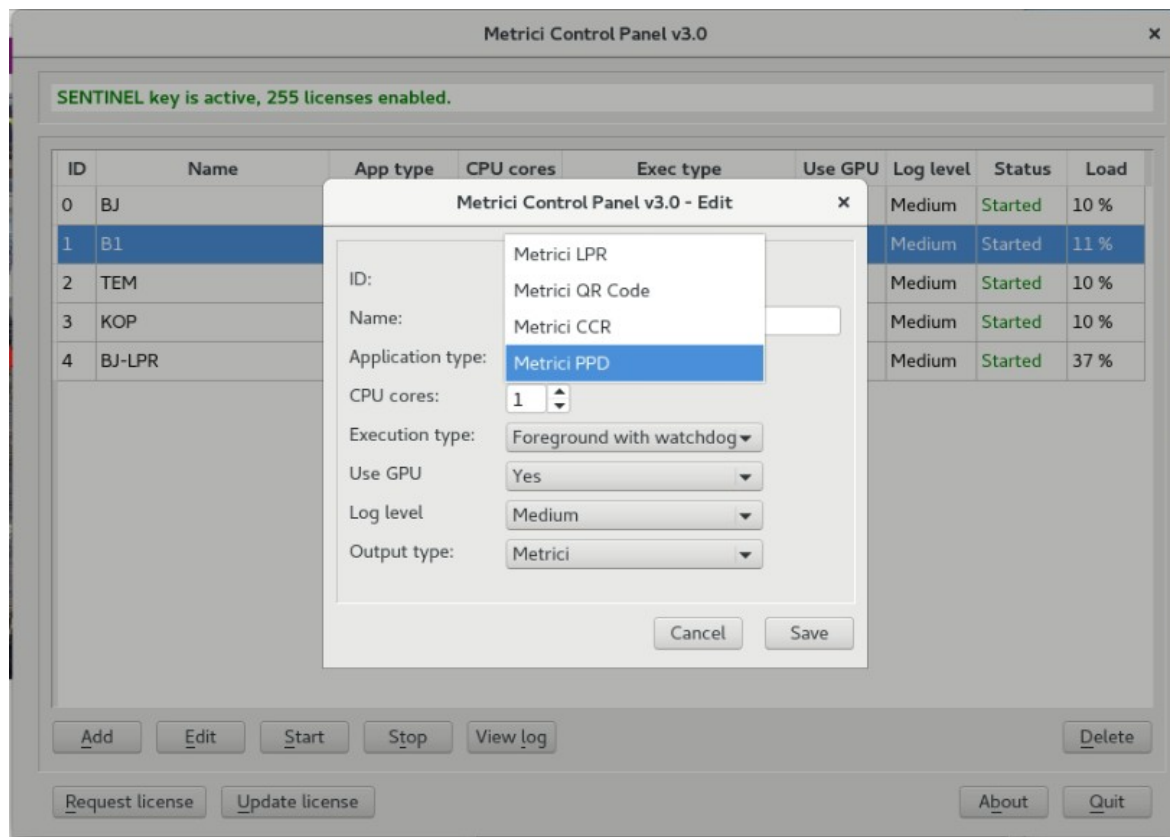 Metrici Control Panel v3.0 ×
SENTINEL key is active, 255 licenses enabled.
ID Name App type CPU cores Exec type Use GPU Log level Status Load
0 BJ Medium Started 10 %
1 B1 Medium Started 11 %
2 TEM Medium Started 10 %
3 KOP Medium Started 10 %
4 BJ-LPR Medium Started 37 %
Metrici Control Panel v3.0 - Edit ×
ID:
Name:
Application type:
Metrici LPR
Metrici QR Code
Metrici CCR
Metrici PPD
CPU cores: 1
Execution type: Foreground with watchdog
Use GPU Yes
Log level Medium
Output type: Metrici
Cancel Save
Add Edit Start Stop View log Delete
Request license Update license About Quit